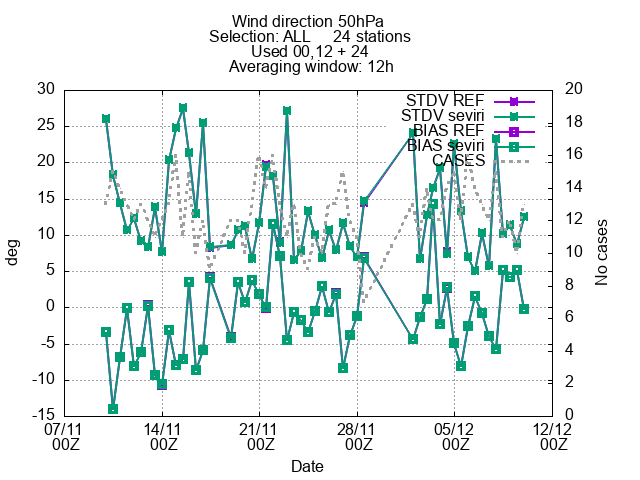 Wind direction 50hPa
Selection: ALL 24 stations
Used 00,12 + 24
Averaging window: 12h
30 20
STDV REF
25 18
STDV seviri
BIAS REF
BIAS seviri
20 16
CASES
14
15
12
10 10
deg
No cases
5 8
0 6
-5 4
-10 2
-15 0
07/11 14/11 21/11 28/11 05/12 12/12
00Z 00Z 00Z 00Z 00Z 00Z
Date